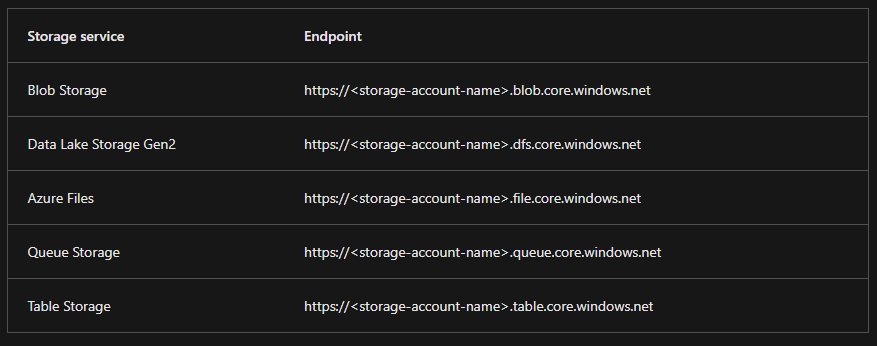 Storage service Endpoint
Blob Storage https://<storage-account-name>.blob.core.windows.net
Data Lake Storage Gen2 https://<storage-account-name>.dfs.core.windows.net
Azure Files https://<storage-account-name>.file.core.windows.net
Queue Storage https://<storage-account-name>.queue.core.windows.net
Table Storage https://<storage-account-name>.table.core.windows.net